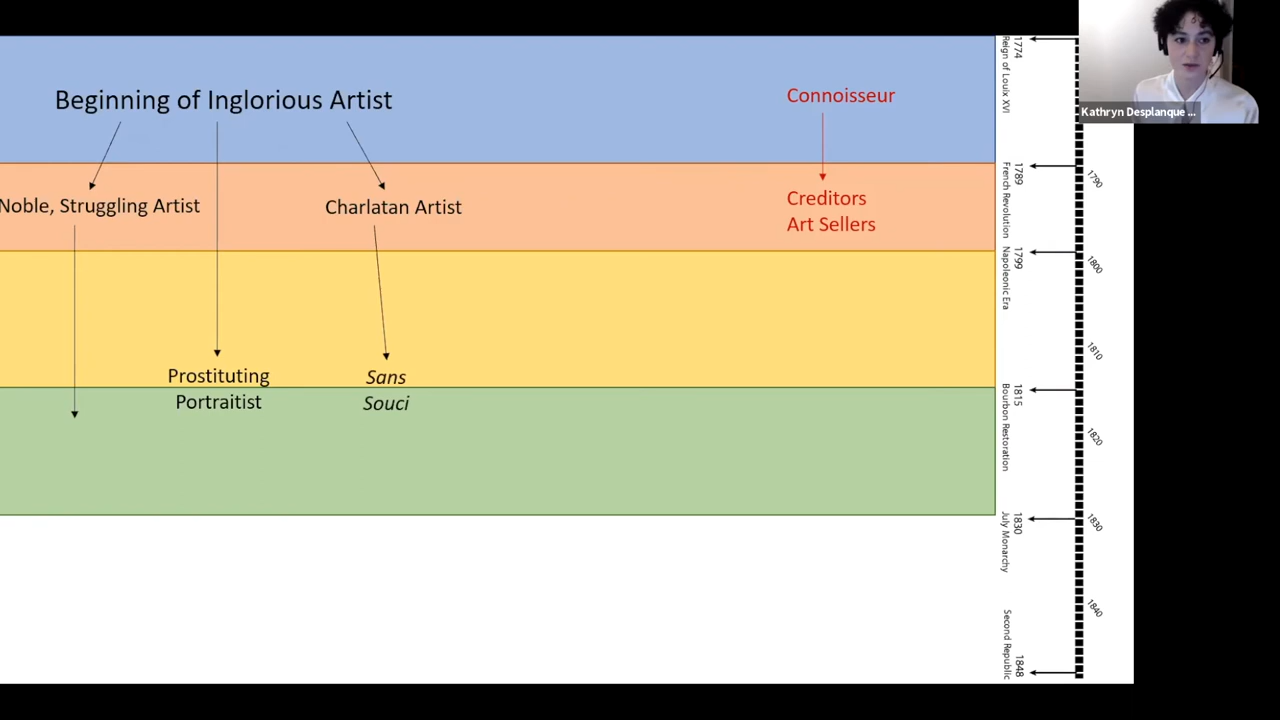 Beginning of Inglorious Artist
Connoisseur
Noble, Struggling Artist
Charlatan Artist
Creditors
Art Sellers
Prostituting
Portraitist
Sans
Souci
1774
Reign of Louix XVI
1789
French Revolution
1799
Napoleonic Era
1815
Bourbon Restoration
1830
July Monarchy
1848
Second Republic
1790
1800
1810
1820
1830
1840
Kathryn Desplanque ...